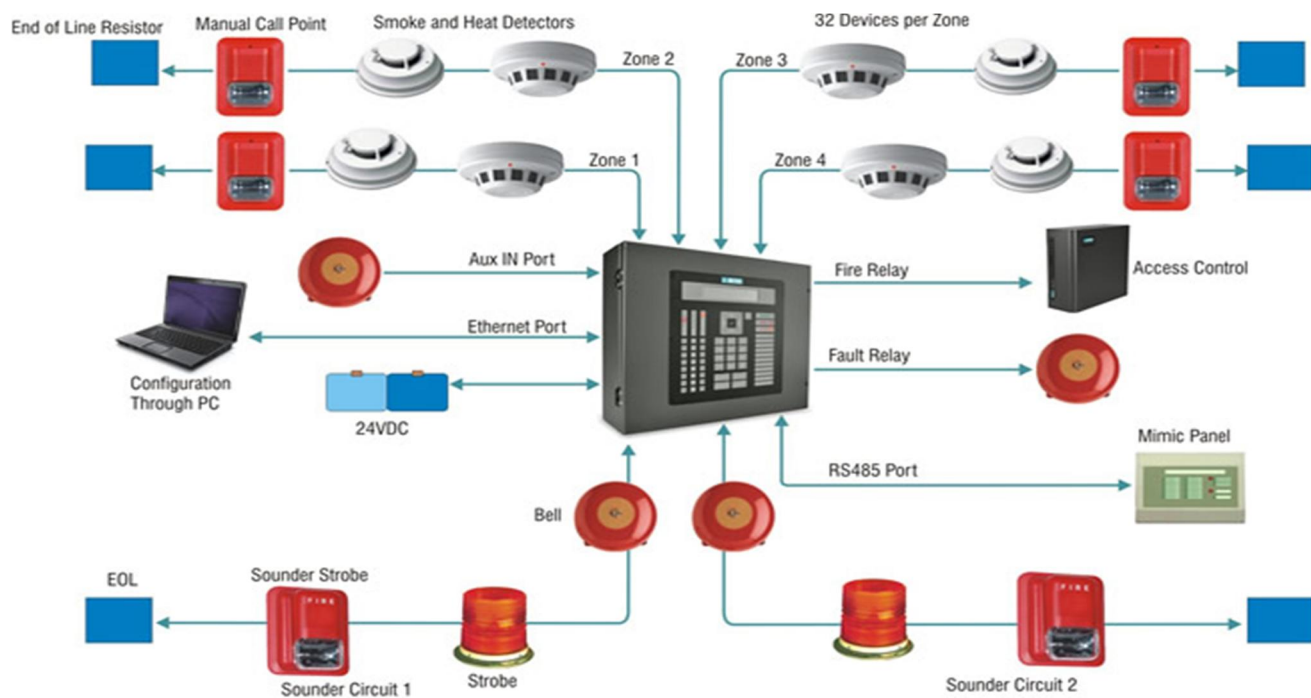 End of Line Resistor
Manual Call Point
Smoke and Heat Detectors
32 Devices per Zone
Zone 2
Zone 3
Zone 1
Zone 4
Aux IN Port
Fire Relay
Access Control
Ethernet Port
Fault Relay
Configuration
Through PC
24VDC
Mimic Panel
RS485 Port
Bell
EOL
Sounder Strobe
FIRE
FIRE
Strobe
Sounder Circuit 1
Sounder Circuit 2